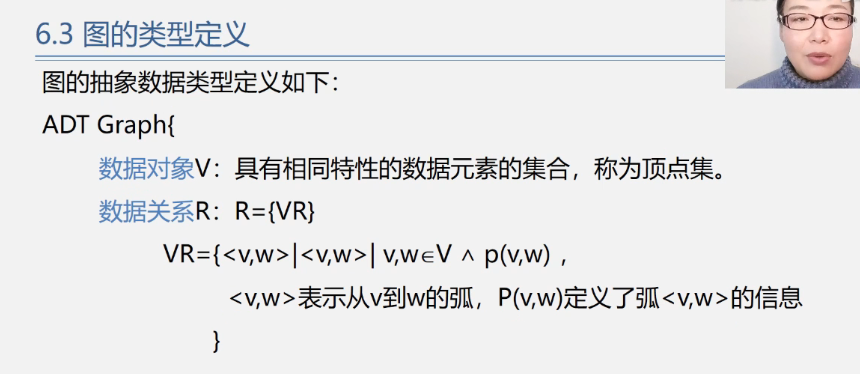 6.3 图的类型定义
图的抽象数据类型定义如下：
ADT Graph{
数据对象V：具有相同特性的数据元素的集合，称为顶点集。
数据关系R：R={VR}
VR={<v,w>|<v,w>| v,w∈V ∧ p(v,w) ，
<v,w>表示从v到w的弧，P(v,w)定义了弧<v,w>的信息
}